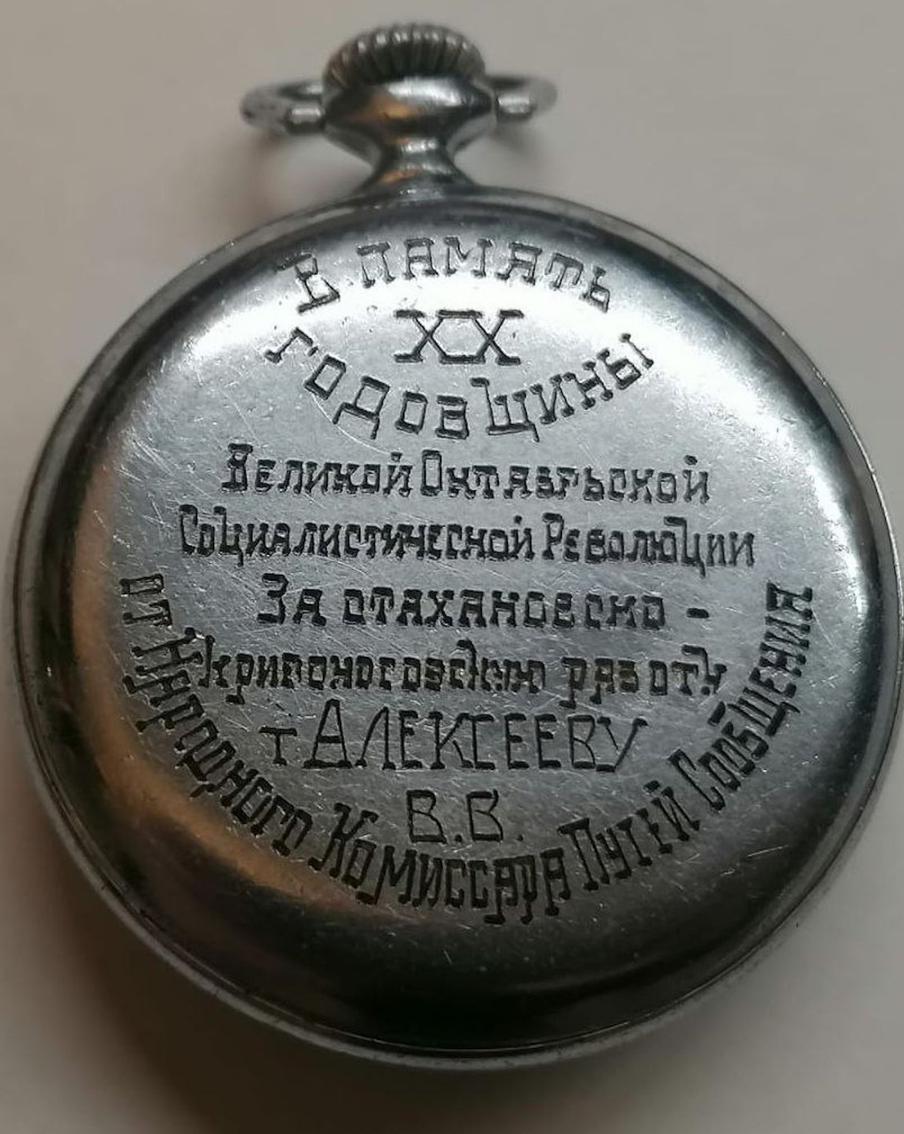 В память
XX
годовщины
Великой Октябрьской
Социалистической Революции
За стахановско -
Кривоносовскую работу
т АЛЕКСЕЕВУ
В.В.
от Народного Комиссара Путей Сообщения